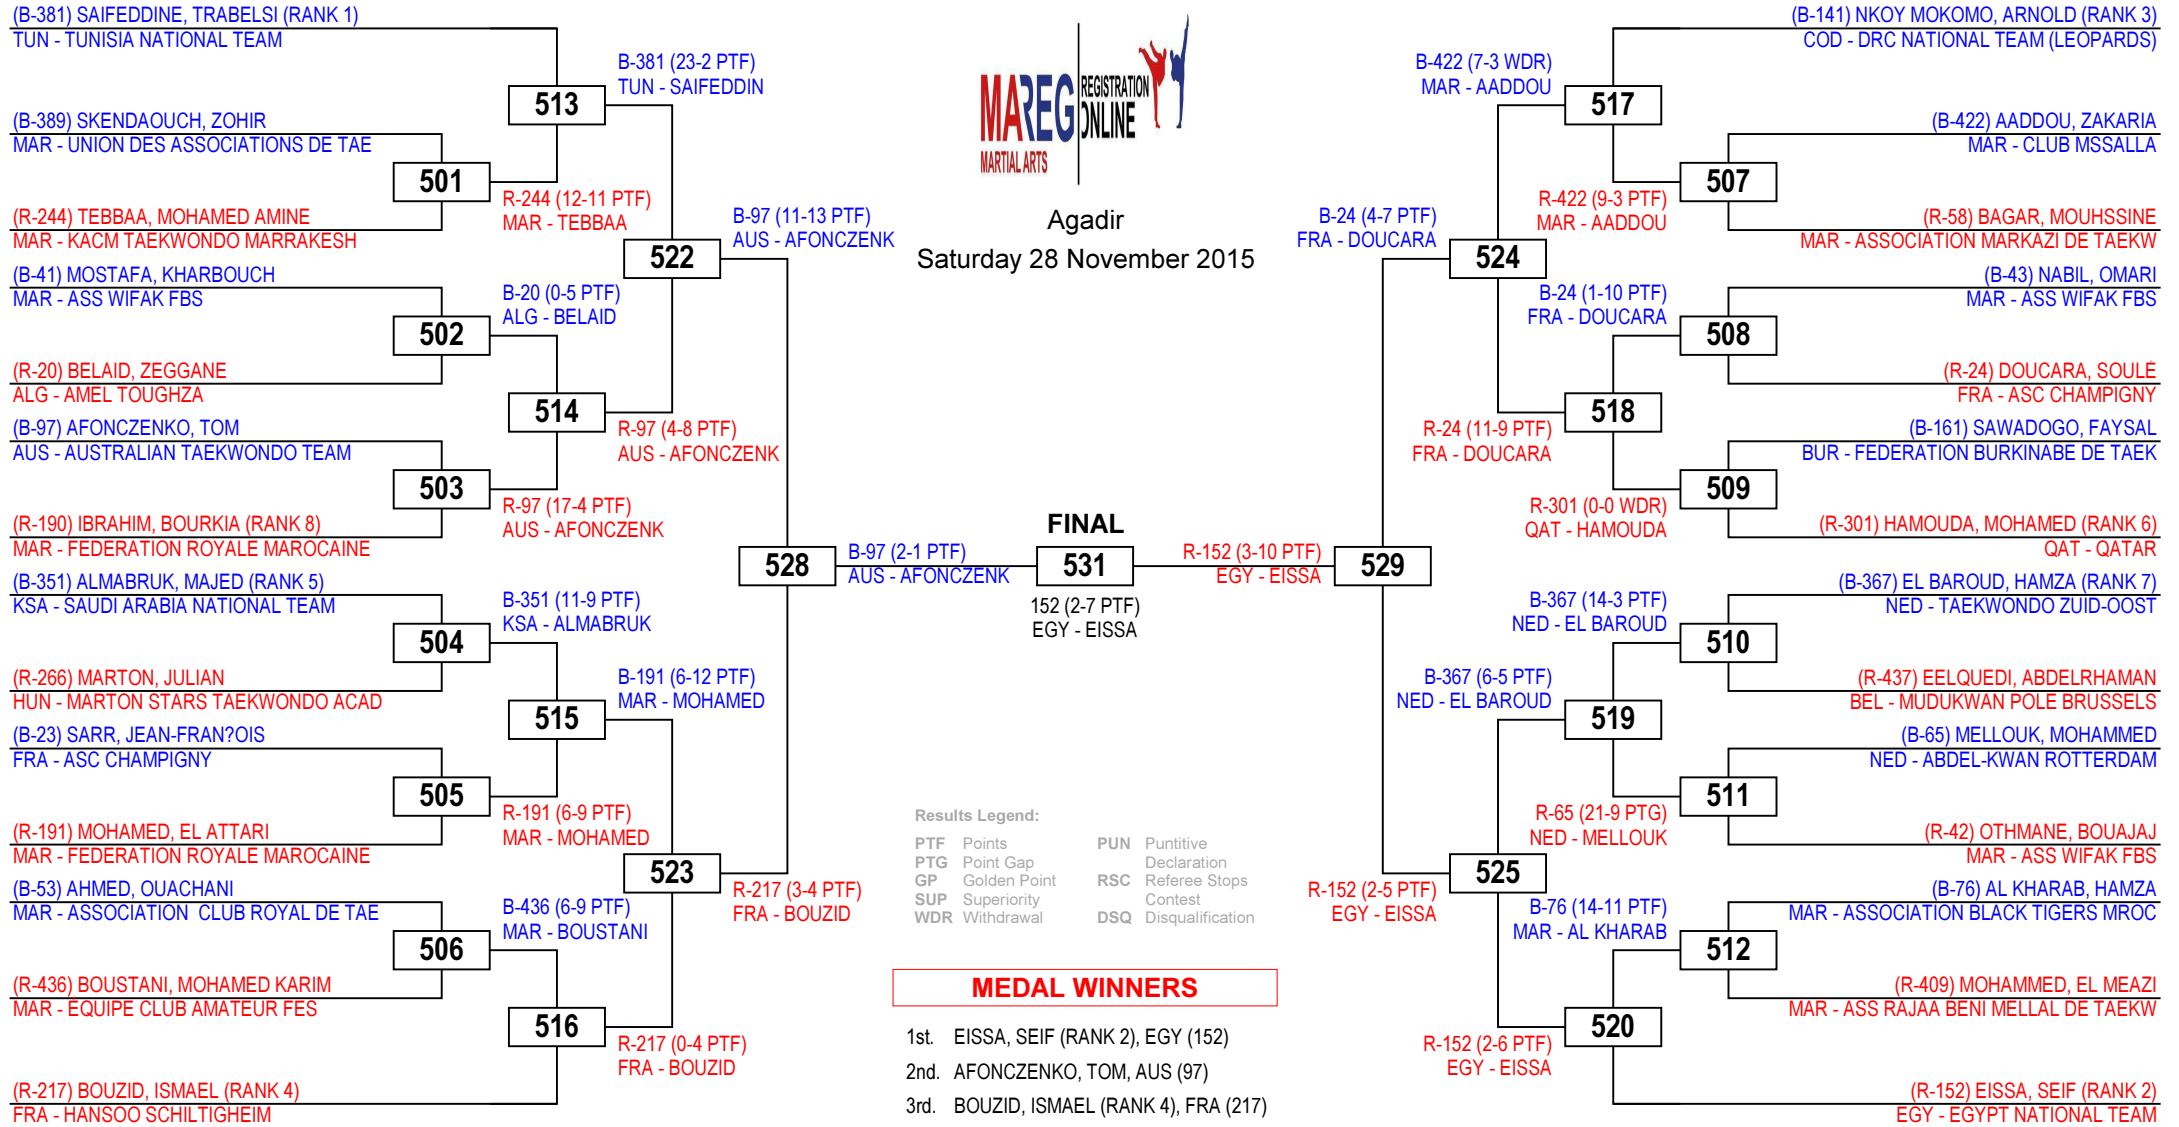 (B-381) SAIFEDDINE, TRABELSI (RANK 1)
TUN - TUNISIA NATIONAL TEAM
(B-389) SKENDAOUCH, ZOHIR
MAR - UNION DES ASSOCIATIONS DE TAE
(R-244) TEBBAA, MOHAMED AMINE
MAR - KACM TAEKWONDO MARRAKESH
(B-41) MOSTAFA, KHARBOUCH
MAR - ASS WIFAK FBS
(R-20) BELAID, ZEGGANE
ALG - AMEL TOUGHZA
(B-97) AFONCZENKO, TOM
AUS - AUSTRALIAN TAEKWONDO TEAM
(R-190) IBRAHIM, BOURKIA (RANK 8)
MAR - FEDERATION ROYALE MAROCAINE
(B-351) ALMABRUK, MAJED (RANK 5)
KSA - SAUDI ARABIA NATIONAL TEAM
(R-266) MARTON, JULIAN
HUN - MARTON STARS TAEKWONDO ACAD
(B-23) SARR, JEAN-FRAN?OIS
FRA - ASC CHAMPIGNY
(R-191) MOHAMED, EL ATTARI
MAR - FEDERATION ROYALE MAROCAINE
(B-53) AHMED, OUACHANI
MAR - ASSOCIATION  CLUB ROYAL DE TAE
(R-436) BOUSTANI, MOHAMED KARIM
MAR - EQUIPE CLUB AMATEUR FES
(R-217) BOUZID, ISMAEL (RANK 4)
FRA - HANSOO SCHILTIGHEIM
501
502
503
504
505
506
R-244 (12-11 PTF)
MAR - TEBBAA
B-20 (0-5 PTF)
ALG - BELAID
R-97 (17-4 PTF)
AUS - AFONCZENK
B-351 (11-9 PTF)
KSA - ALMABRUK
R-191 (6-9 PTF)
MAR - MOHAMED
B-436 (6-9 PTF)
MAR - BOUSTANI
513
514
515
516
B-381 (23-2 PTF)
TUN - SAIFEDDIN
R-97 (4-8 PTF)
AUS - AFONCZENK
B-191 (6-12 PTF)
MAR - MOHAMED
R-217 (0-4 PTF)
FRA - BOUZID
522
523
B-97 (11-13 PTF)
AUS - AFONCZENK
R-217 (3-4 PTF)
FRA - BOUZID
528
B-97 (2-1 PTF)
AUS - AFONCZENK
MAREG
MARTIAL ARTS
REGISTRATION
ONLINE
Agadir
Saturday 28 November 2015
FINAL
531
152 (2-7 PTF)
EGY - EISSA
Results Legend:
PTF Points
PTG Point Gap
GP Golden Point
SUP Superiority
WDR Withdrawal
PUN Puntitive
Declaration
RSC Referee Stops
Contest
DSQ Disqualification
MEDAL WINNERS
1st. EISSA, SEIF (RANK 2), EGY (152)
2nd. AFONCZENKO, TOM, AUS (97)
3rd. BOUZID, ISMAEL (RANK 4), FRA (217)
R-152 (3-10 PTF)
EGY - EISSA
529
B-24 (4-7 PTF)
FRA - DOUCARA
R-152 (2-5 PTF)
EGY - EISSA
524
525
B-422 (7-3 WDR)
MAR - AADDOU
R-24 (11-9 PTF)
FRA - DOUCARA
B-367 (6-5 PTF)
NED - EL BAROUD
R-152 (2-6 PTF)
EGY - EISSA
517
518
519
520
R-422 (9-3 PTF)
MAR - AADDOU
B-24 (1-10 PTF)
FRA - DOUCARA
R-301 (0-0 WDR)
QAT - HAMOUDA
B-367 (14-3 PTF)
NED - EL BAROUD
R-65 (21-9 PTG)
NED - MELLOUK
B-76 (14-11 PTF)
MAR - AL KHARAB
507
508
509
510
511
512
(B-141) NKOY MOKOMO, ARNOLD (RANK 3)
COD - DRC NATIONAL TEAM (LEOPARDS)
(B-422) AADDOU, ZAKARIA
MAR - CLUB MSSALLA
(R-58) BAGAR, MOUHSSINE
MAR - ASSOCIATION MARKAZI DE TAEKW
(B-43) NABIL, OMARI
MAR - ASS WIFAK FBS
(R-24) DOUCARA, SOULÉ
FRA - ASC CHAMPIGNY
(B-161) SAWADOGO, FAYSAL
BUR - FEDERATION BURKINABE DE TAEK
(R-301) HAMOUDA, MOHAMED (RANK 6)
QAT - QATAR
(B-367) EL BAROUD, HAMZA (RANK 7)
NED - TAEKWONDO ZUID-OOST
(R-437) EELQUEDI, ABDELRHAMAN
BEL - MUDUKWAN POLE BRUSSELS
(B-65) MELLOUK, MOHAMMED
NED - ABDEL-KWAN ROTTERDAM
(R-42) OTHMANE, BOUAJAJ
MAR - ASS WIFAK FBS
(B-76) AL KHARAB, HAMZA
MAR - ASSOCIATION BLACK TIGERS MROC
(R-409) MOHAMMED, EL MEAZI
MAR - ASS RAJAA BENI MELLAL DE TAEKW
(R-152) EISSA, SEIF (RANK 2)
EGY - EGYPT NATIONAL TEAM